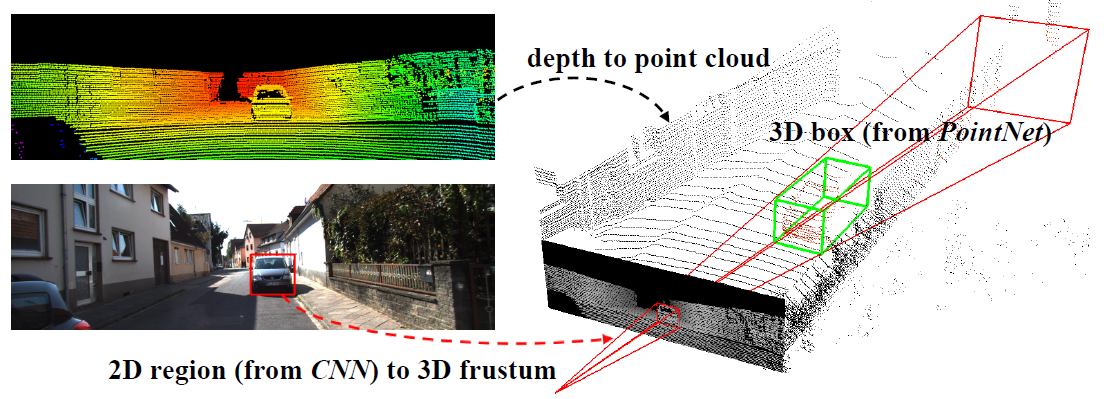 depth to point cloud
3D box (from PointNet)
2D region (from CNN) to 3D frustum